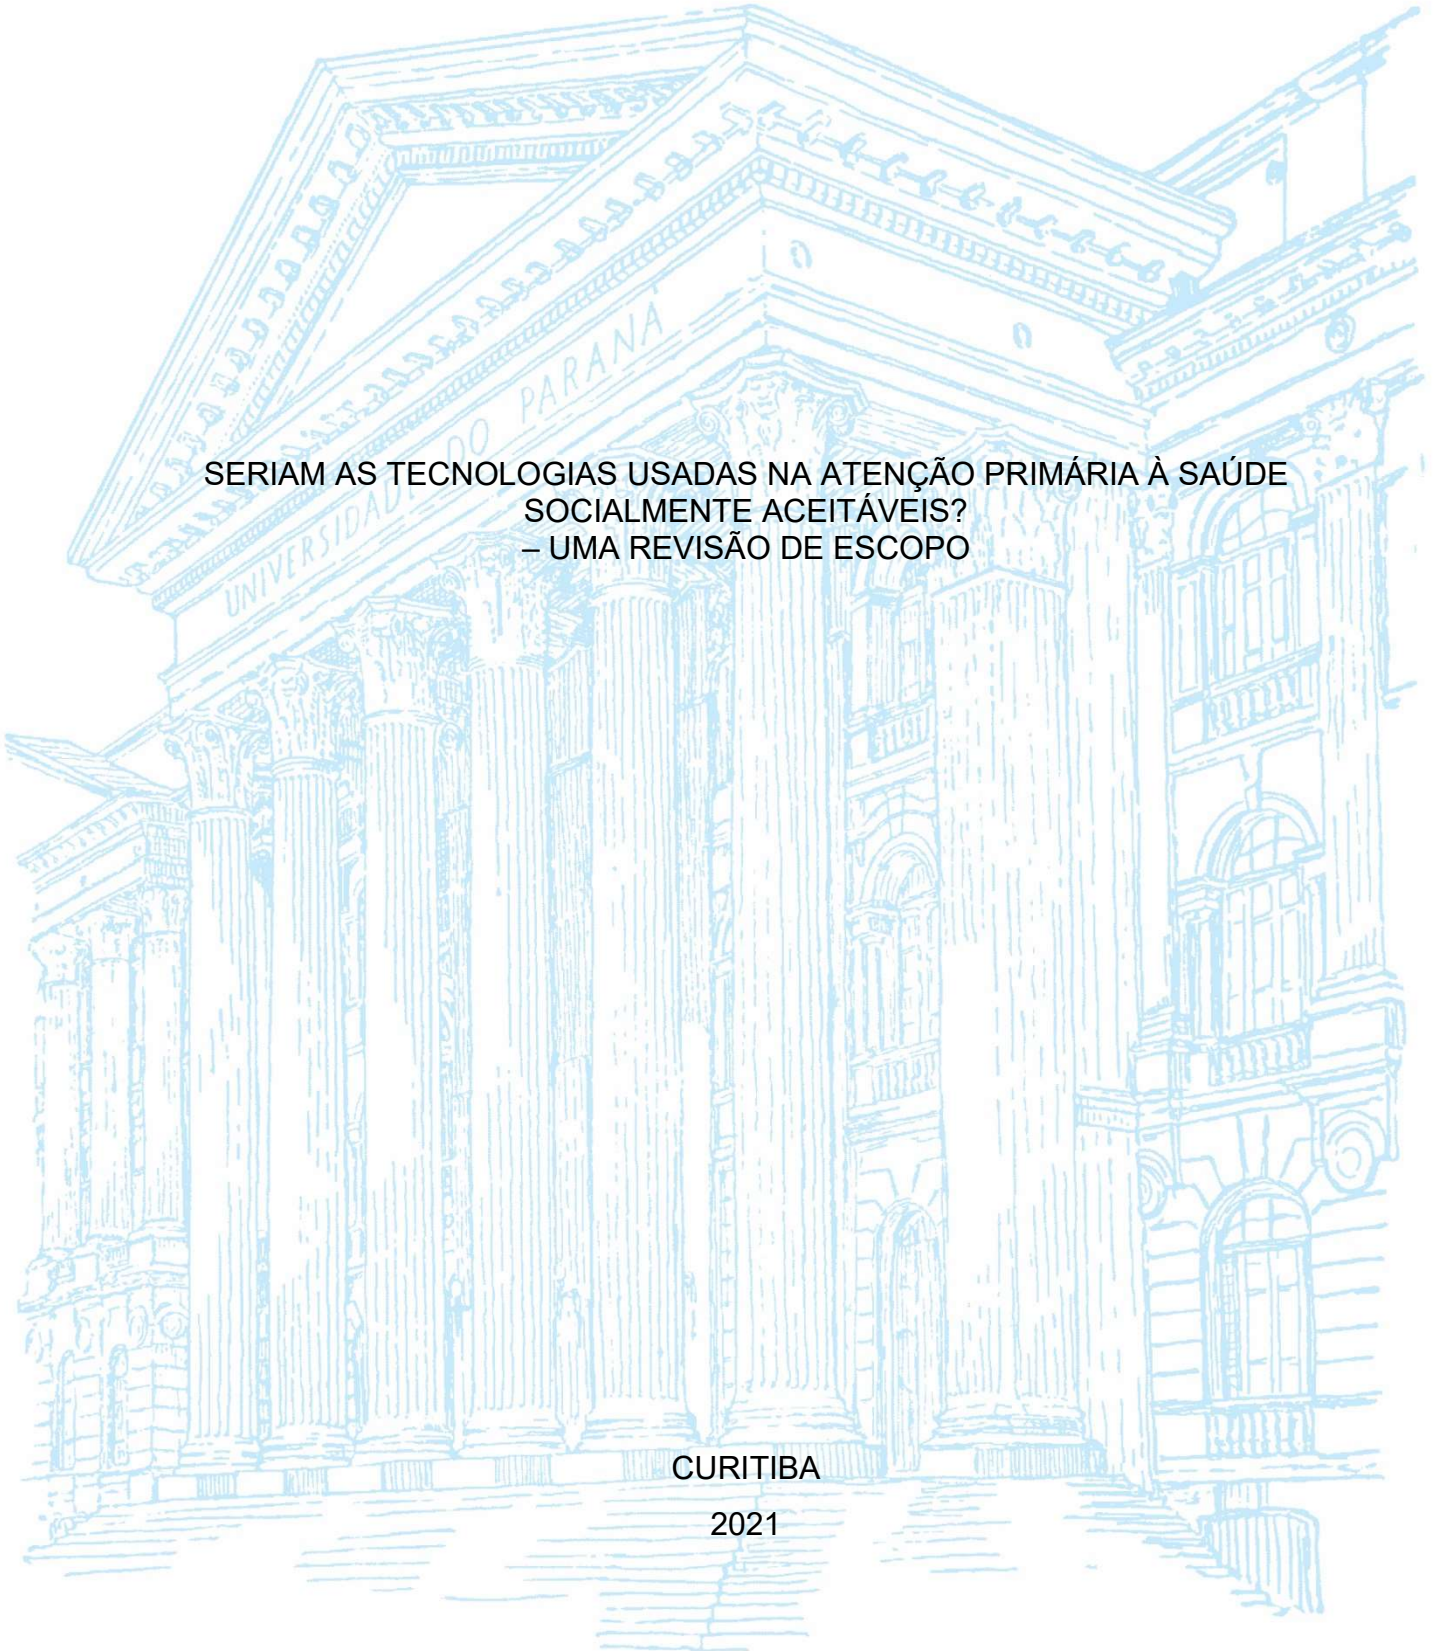 UNIVERSIDADE DO PARANÁ
SERIAM AS TECNOLOGIAS USADAS NA ATENÇÃO PRIMÁRIA À SAÚDE
SOCIALMENTE ACEITÁVEIS?
– UMA REVISÃO DE ESCOPO
CURITIBA
2021